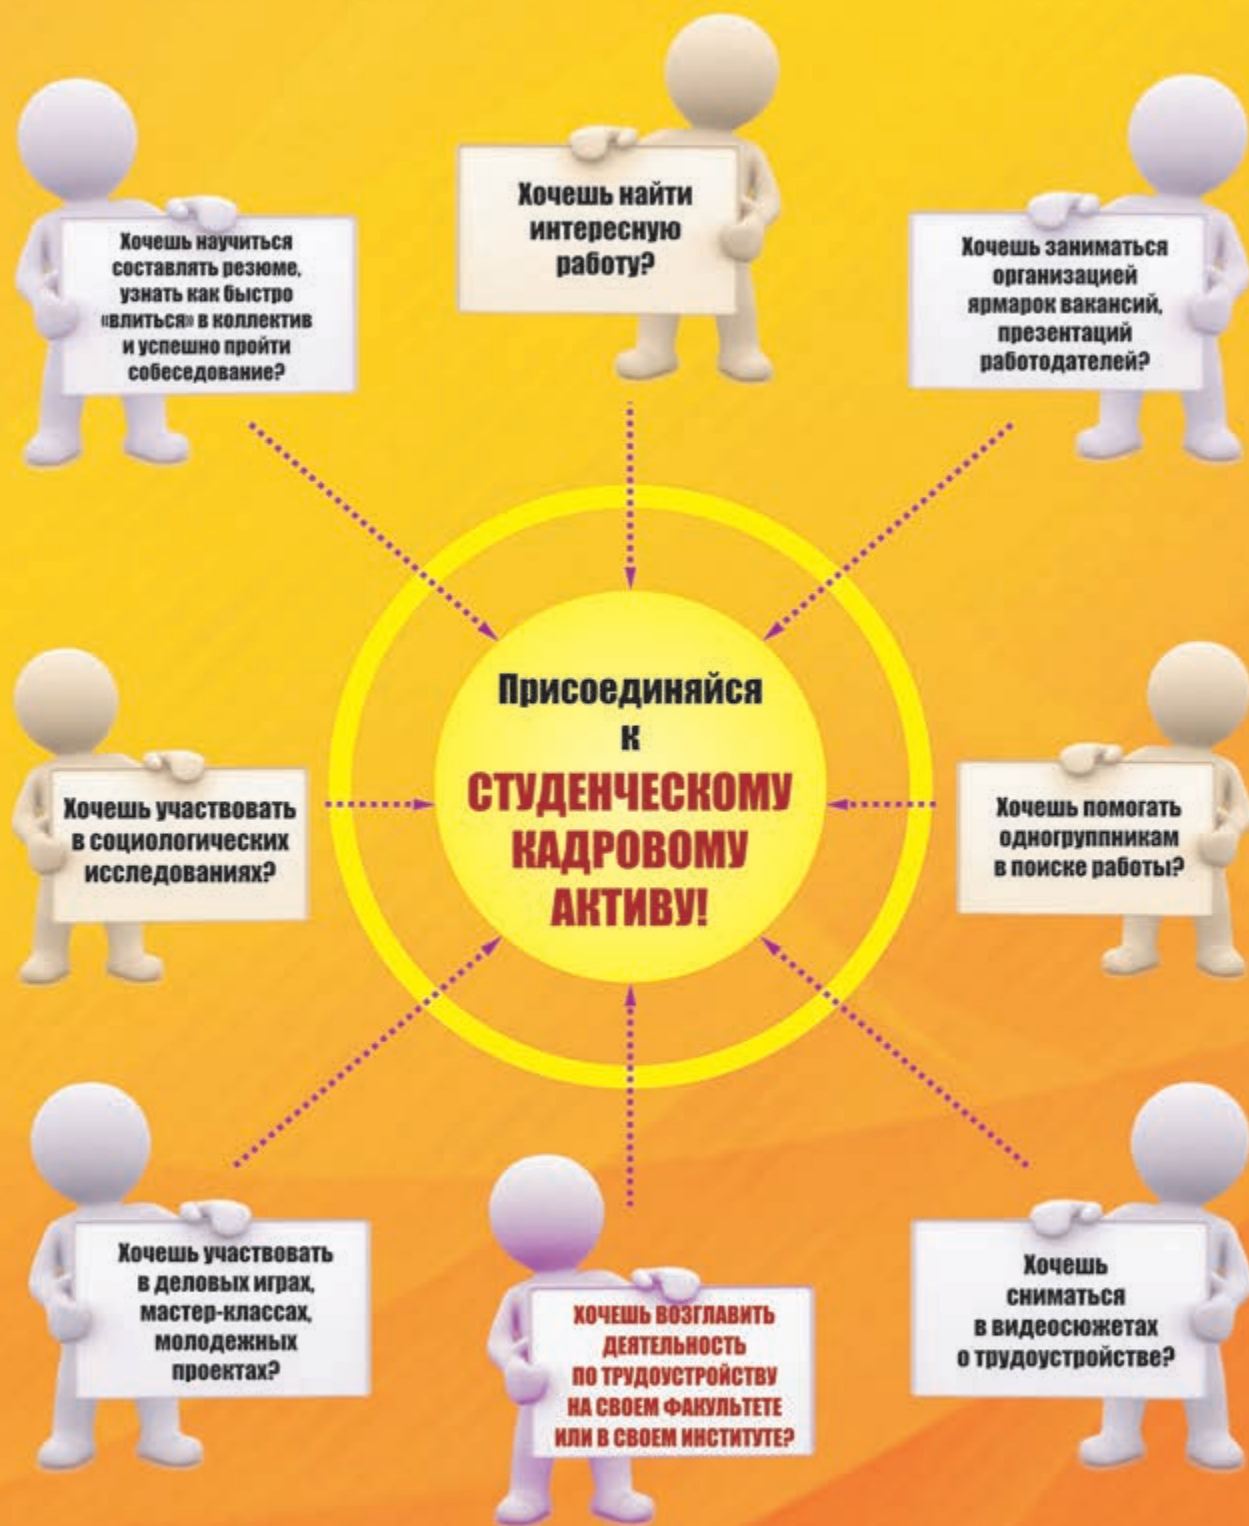 Хочешь научиться
составлять резюме,
узнать как быстро
«влиться» в коллектив
и успешно пройти
собеседование?
Хочешь найти
интересную
работу?
Хочешь заниматься
организацией
ярмарок вакансий,
презентаций
работодателей?
Присоединяйся
к
СТУДЕНЧЕСКОМУ
КАДРОВОМУ
АКТИВУ!
Хочешь участвовать
в социологических
исследованиях?
Хочешь помогать
одногруппникам
в поиске работы?
Хочешь участвовать
в деловых играх,
мастер-классах,
молодежных
проектах?
ХОЧЕШЬ ВОЗГЛАВИТЬ
ДЕЯТЕЛЬНОСТЬ
ПО ТРУДОУСТРОЙСТВУ
НА СВОЕМ ФАКУЛЬТЕТЕ
ИЛИ В СВОЕМ ИНСТИТУТЕ?
Хочешь
сниматься
в видеосюжетах
о трудоустройстве?